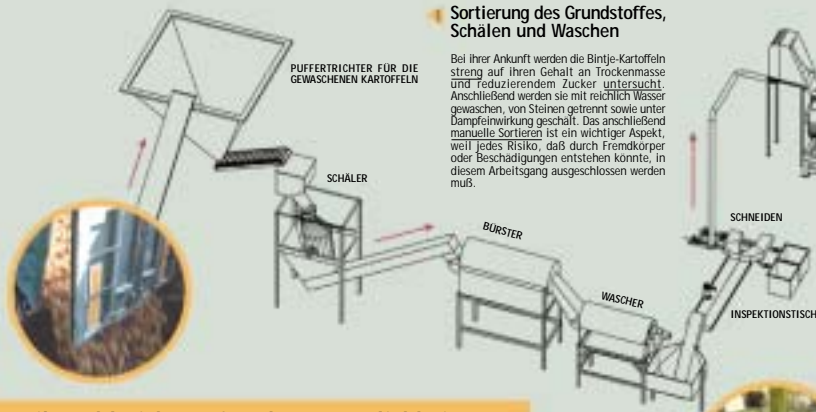 Sortierung des Grundstoffes,
Schälen und Waschen
Bei ihrer Ankunft werden die Bintje-Kartoffeln
streng auf ihren Gehalt an Trockenmasse
und reduzierendem Zucker untersucht.
Anschließend werden sie mit reichlich Wasser
gewaschen, von Steinen getrennt sowie unter
Dampfeinwirkung geschält. Das anschließend
manuelle Sortieren ist ein wichtiger Aspekt,
weil jedes Risiko, daß durch Fremdkörper
oder Beschädigungen entstehen könnte, in
diesem Arbeitsgang ausgeschlossen werden
muß.
PUFFERTRICHTER FÜR DIE
GEWASCHENEN KARTOFFELN
SCHÄLER
BÜRSTER
WASCHER
SCHNEIDEN
INSPEKTIONSTISCH